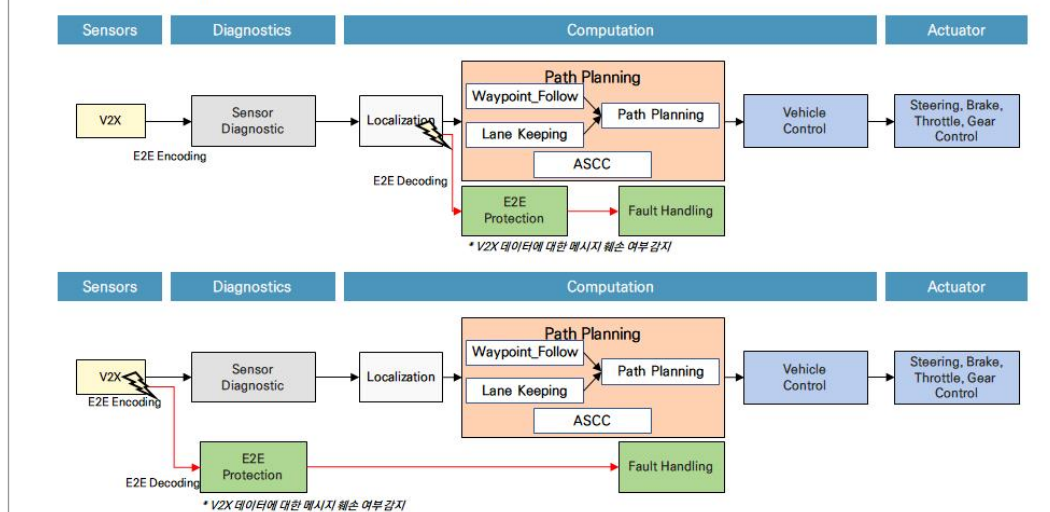 Sensors
Diagnostics
Computation
Actuator
Path Planning
Waypoint_Follow
Lane Keeping
Path Planning
ASCC
V2X
Sensor
Diagnostic
Localization
Vehicle
Control
Steering, Brake,
Throttle, Gear
Control
E2E Encoding
E2E Decoding
E2E
Protection
Fault Handling
* V2X 데이터에 대한 메시지 훼손 여부 감지
Sensors
Diagnostics
Computation
Actuator
Path Planning
Waypoint_Follow
Lane Keeping
Path Planning
ASCC
V2X
Sensor
Diagnostic
Localization
Vehicle
Control
Steering, Brake,
Throttle, Gear
Control
E2E Encoding
E2E Decoding
E2E
Protection
Fault Handling
* V2X 데이터에 대한 메시지 훼손 여부 감지